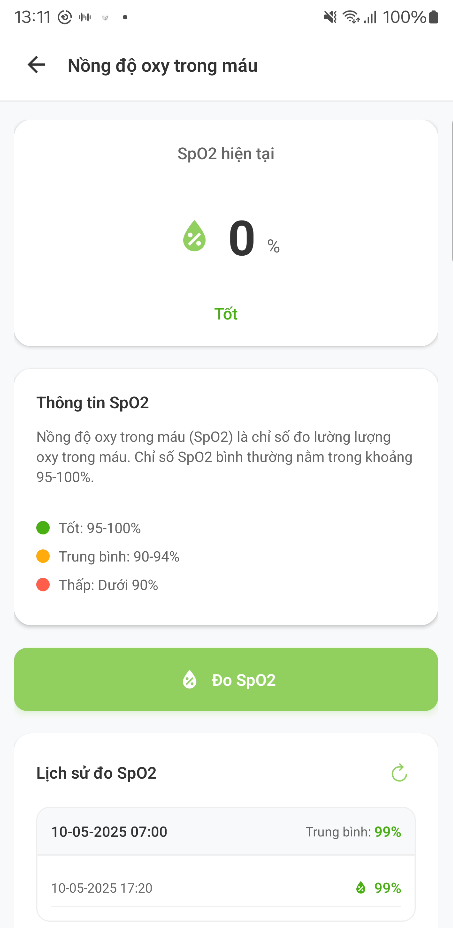 13:11 100%
Nồng độ oxy trong máu
SpO2 hiện tại
0 %
Tốt
Thông tin SpO2
Nồng độ oxy trong máu (SpO2) là chỉ số đo lường lượng
oxy trong máu. Chỉ số SpO2 bình thường nằm trong khoảng
95-100%.
Tốt: 95-100%
Trung bình: 90-94%
Thấp: Dưới 90%
Đo SpO2
Lịch sử đo SpO2
10-05-2025 07:00 Trung bình: 99%
10-05-2025 17:20 99%